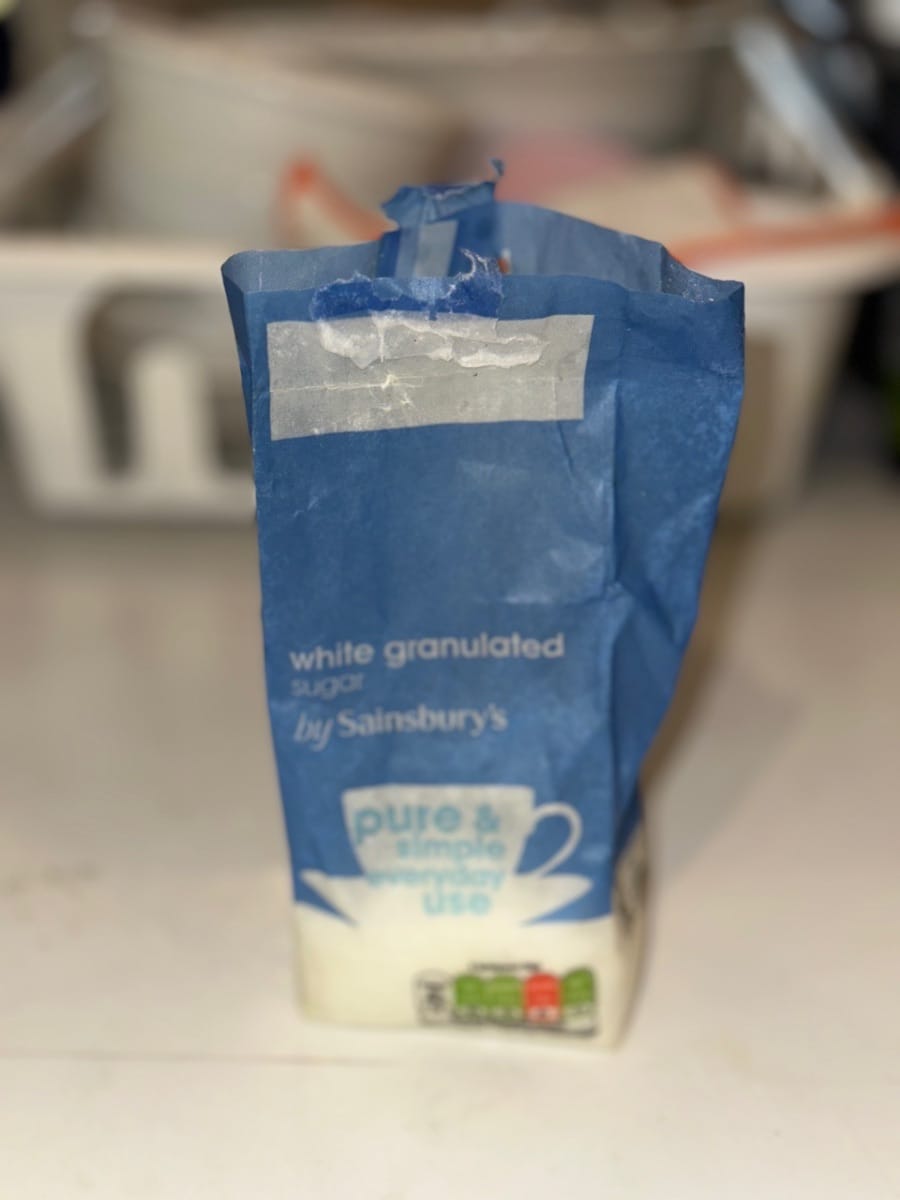 white granulated
sugar
by Sainsbury's
pure &
simple
everyday
use